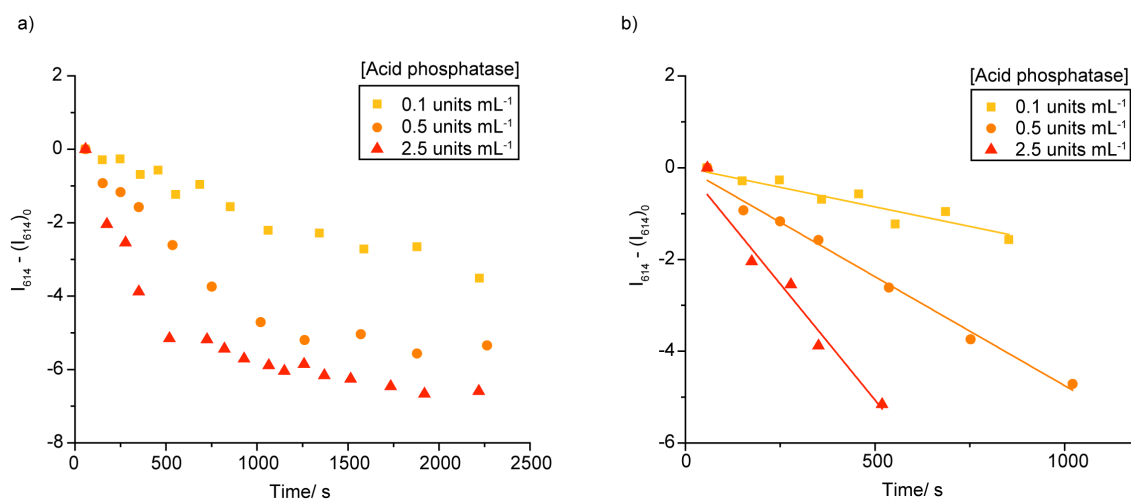 a)
[Acid phosphatase]
0.1 units mL⁻¹
0.5 units mL⁻¹
2.5 units mL⁻¹
2
0
-2
-4
-6
-8
I₆₁₄ - (I₆₁₄)₀
0 500 1000 1500 2000 2500
Time/ s
b)
[Acid phosphatase]
0.1 units mL⁻¹
0.5 units mL⁻¹
2.5 units mL⁻¹
2
0
-2
-4
-6
I₆₁₄ - (I₆₁₄)₀
0 500 1000
Time/ s